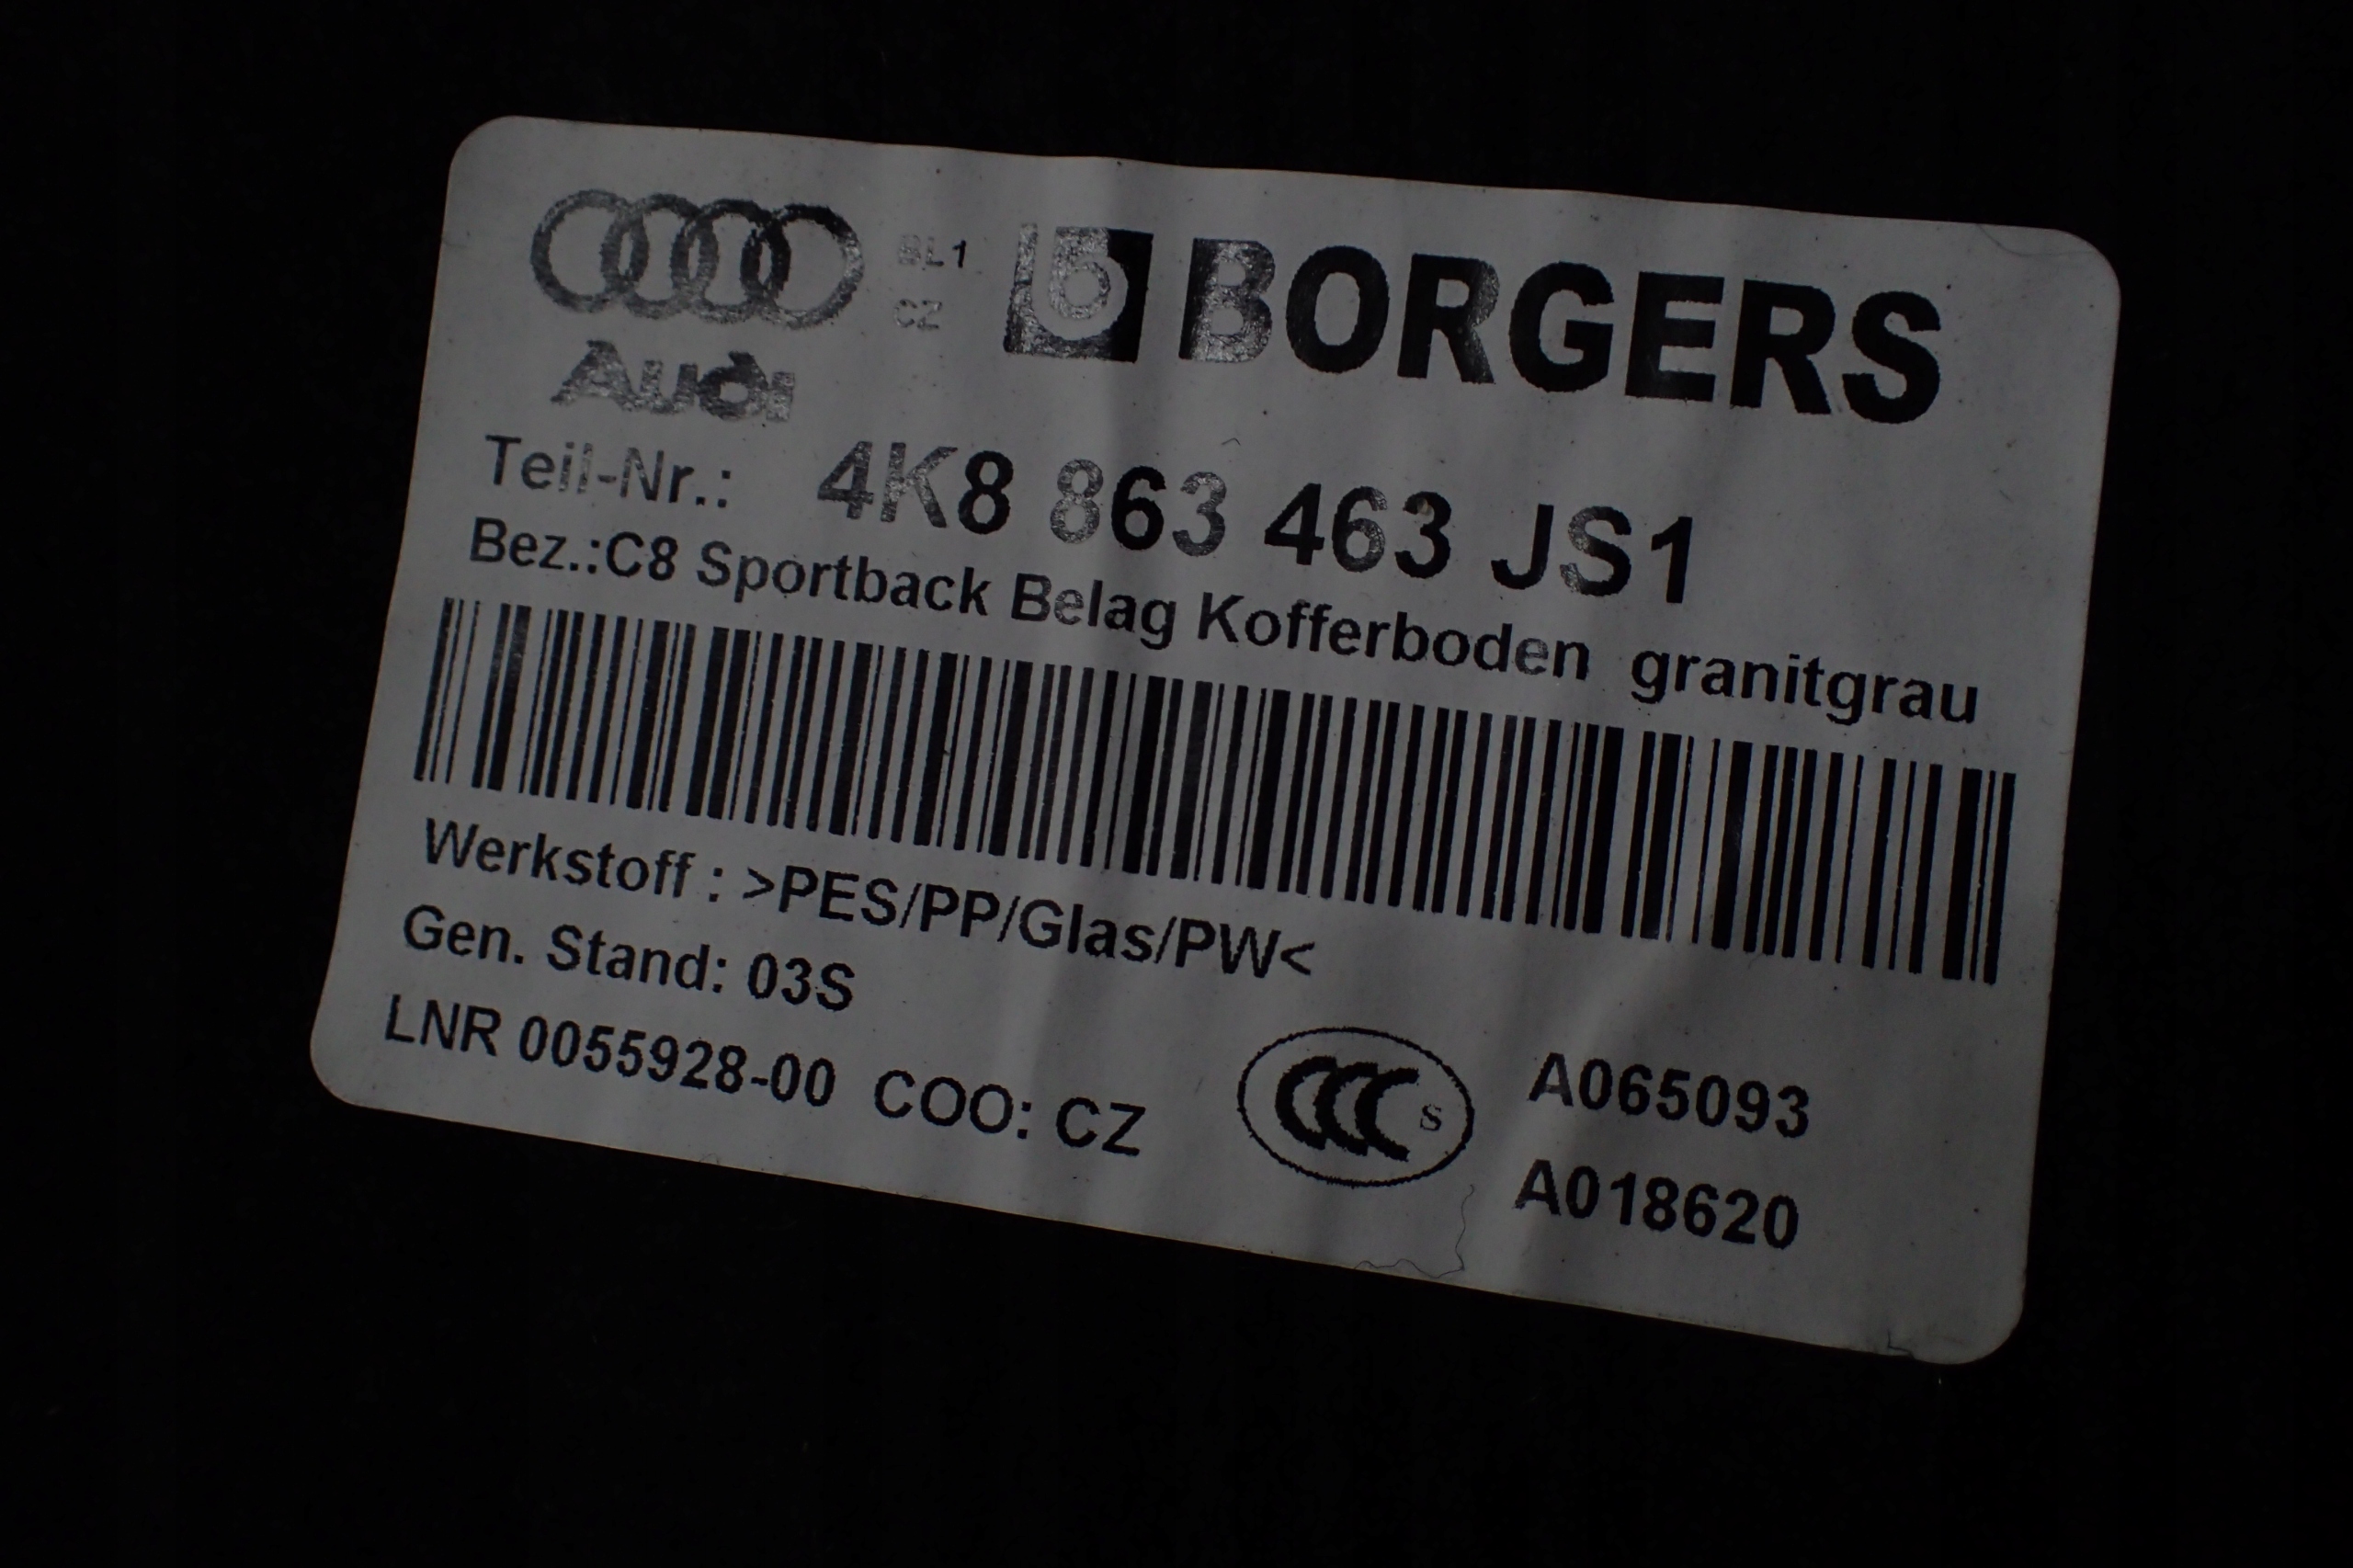 BL1
CZ
b BORGERS
Audi
Teil-Nr.: 4K8 863 463 JS1
Bez.:C8 Sportback Belag Kofferboden granitgrau
Werkstoff : >PES/PP/Glas/PW<
Gen. Stand: 03S
LNR 0055928-00 COO: CZ
CCC S
A065093
A018620